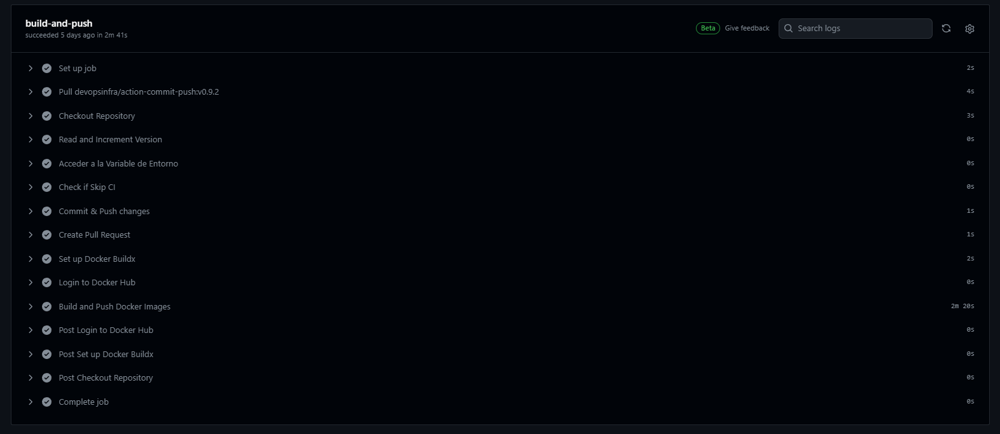 build-and-push
succeeded 5 days ago in 2m 41s
Beta Give feedback Search logs
Set up job 2s
Pull devopsinfra/action-commit-push:v0.9.2 4s
Checkout Repository 3s
Read and Increment Version 0s
Acceder a la Variable de Entorno 0s
Check if Skip CI 0s
Commit & Push changes 1s
Create Pull Request 1s
Set up Docker Buildx 2s
Login to Docker Hub 0s
Build and Push Docker Images 2m 20s
Post Login to Docker Hub 0s
Post Set up Docker Buildx 0s
Post Checkout Repository 0s
Complete job 0s